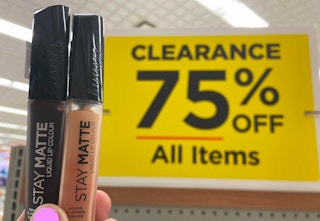 CLEARANCE
75%
OFF
All Items
STAY MATTE
LIQUID LIP COLOUR
STAY MATTE